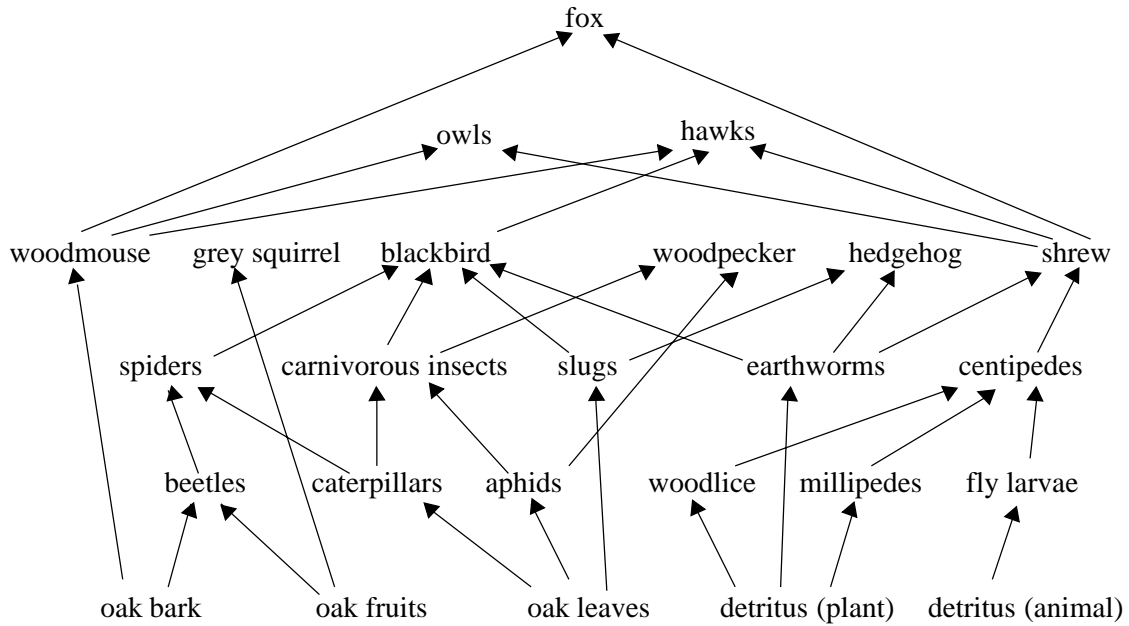 fox
owls hawks
woodmouse grey squirrel blackbird woodpecker hedgehog shrew
spiders carnivorous insects slugs earthworms centipedes
beetles caterpillars aphids woodlice millipedes fly larvae
oak bark oak fruits oak leaves detritus (plant) detritus (animal)